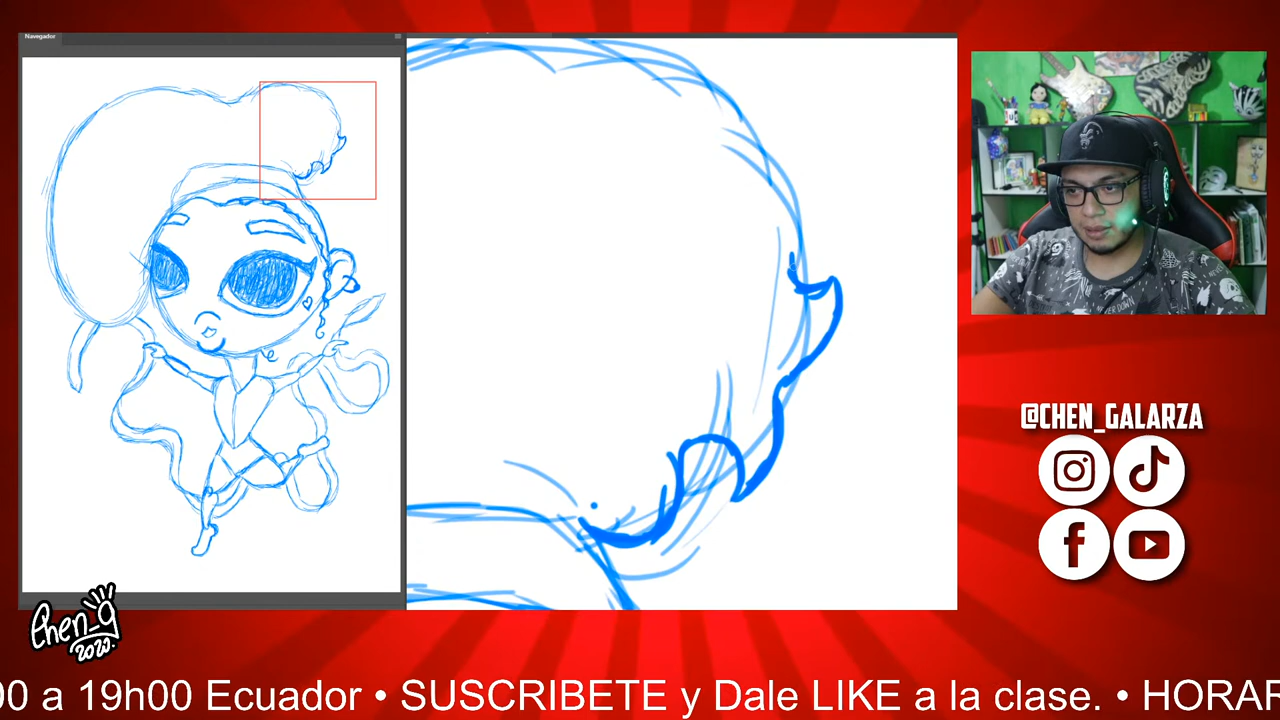 Navegador
@CHEN_GALARZA
Chen_g
2020.
00 a 19h00 Ecuador • SUSCRIBETE y Dale LIKE a la clase. • HORAR